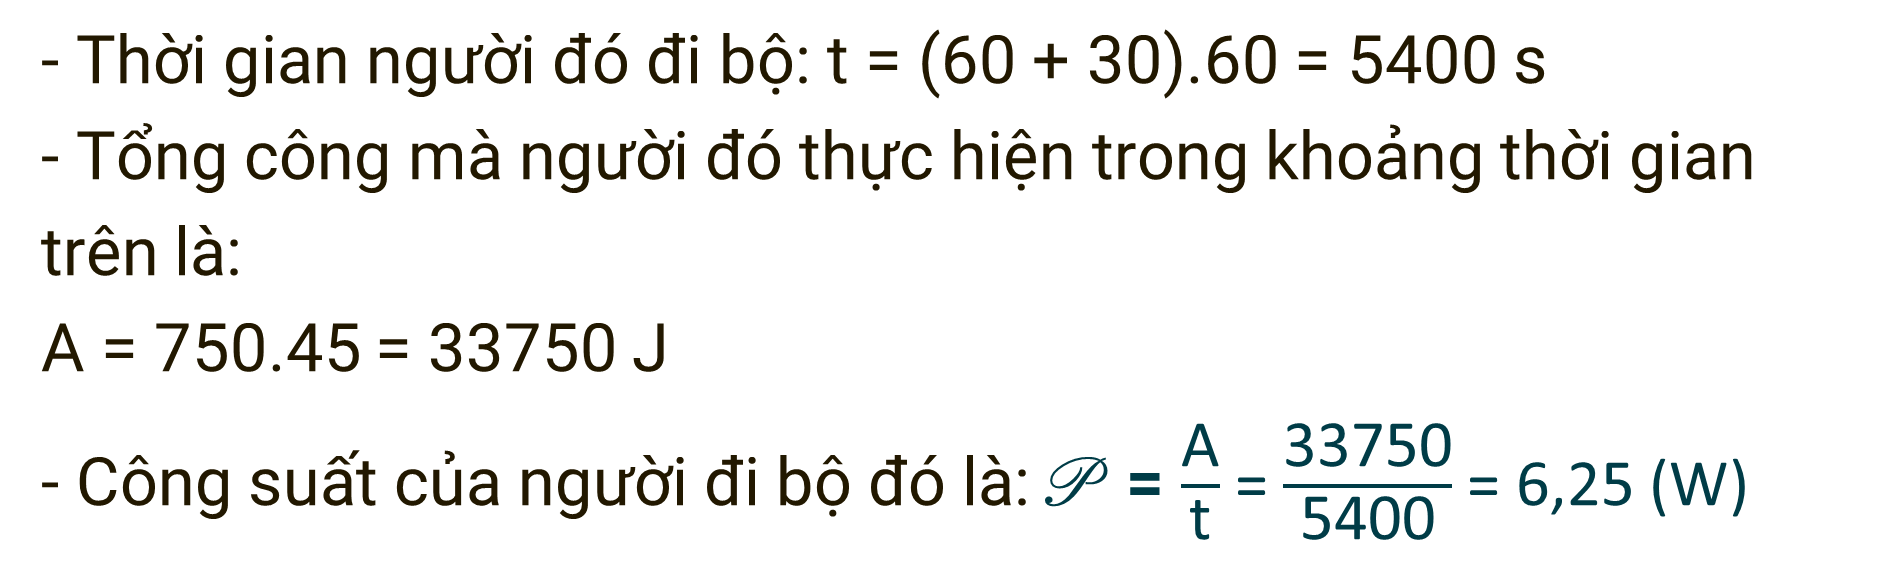 - Thời gian người đó đi bộ: t = (60 + 30).60 = 5400 s
- Tổng công mà người đó thực hiện trong khoảng thời gian
trên là:
A = 750.45 = 33750 J
- Công suất của người đi bộ đó là: 𝒫 = A/t = 33750/5400 = 6,25 (W)